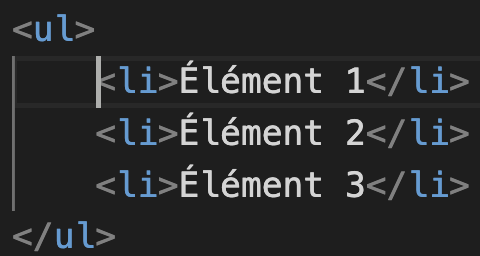 <ul>
<li>Élément 1</li>
<li>Élément 2</li>
<li>Élément 3</li>
</ul>